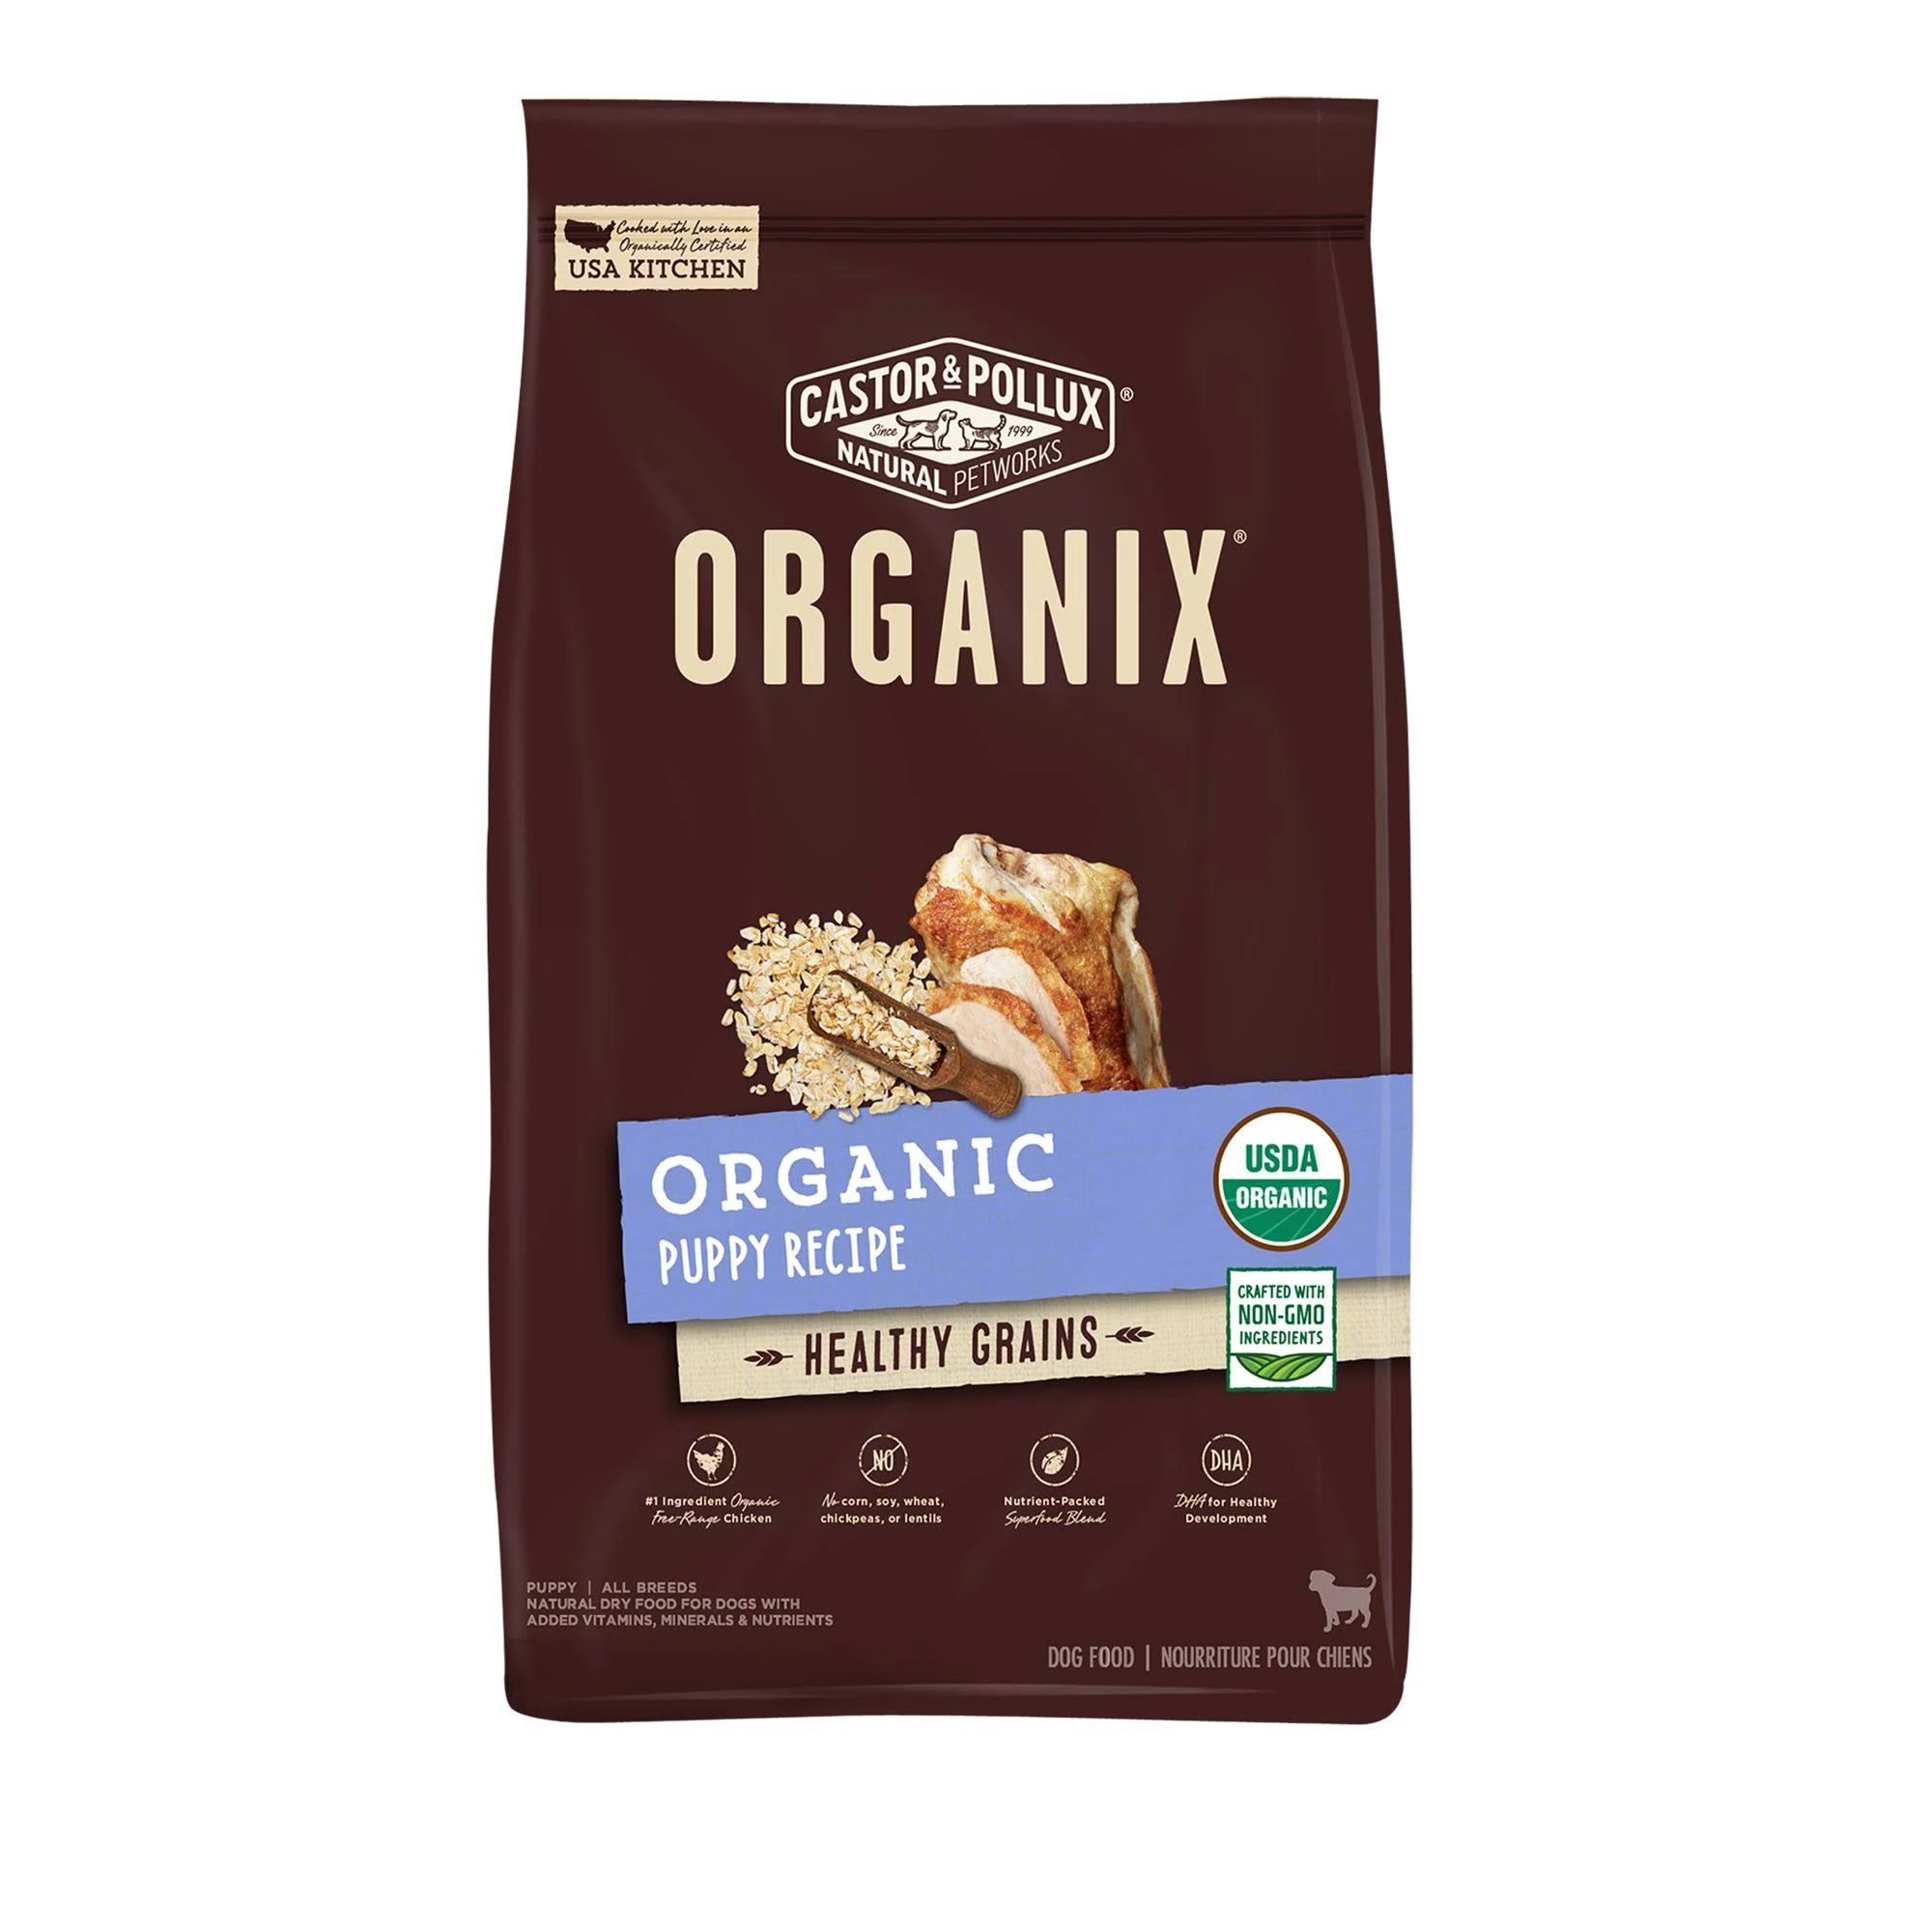 Cooked with Love in an
Organically Certified
USA KITCHEN
CASTOR & POLLUX®
Since 1999
NATURAL PETWORKS
ORGANIX®
ORGANIC
PUPPY RECIPE
USDA
ORGANIC
HEALTHY GRAINS
CRAFTED WITH
NON-GMO
INGREDIENTS
#1 Ingredient Organic
Free-Range Chicken
NO
No corn, soy, wheat,
chickpeas, or lentils
Nutrient-Packed
Superfood Blend
DHA
DHA for Healthy
Development
PUPPY | ALL BREEDS
NATURAL DRY FOOD FOR DOGS WITH
ADDED VITAMINS, MINERALS & NUTRIENTS
DOG FOOD | NOURRITURE POUR CHIENS